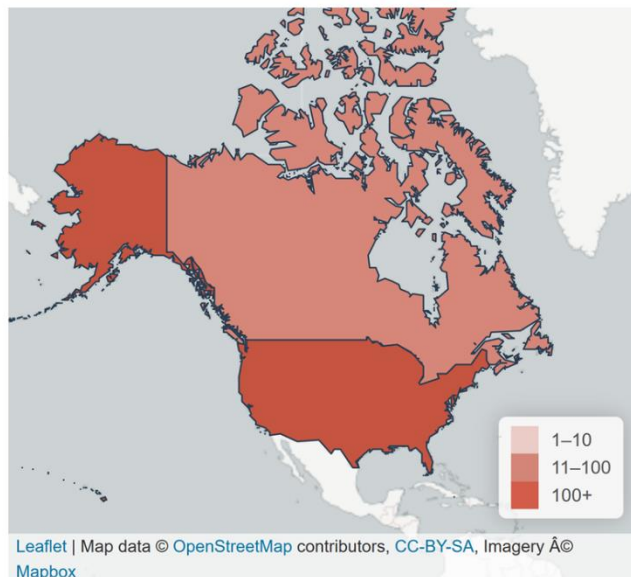 1–10
11–100
100+
Leaflet | Map data © OpenStreetMap contributors, CC-BY-SA, Imagery Â©
Mapbox